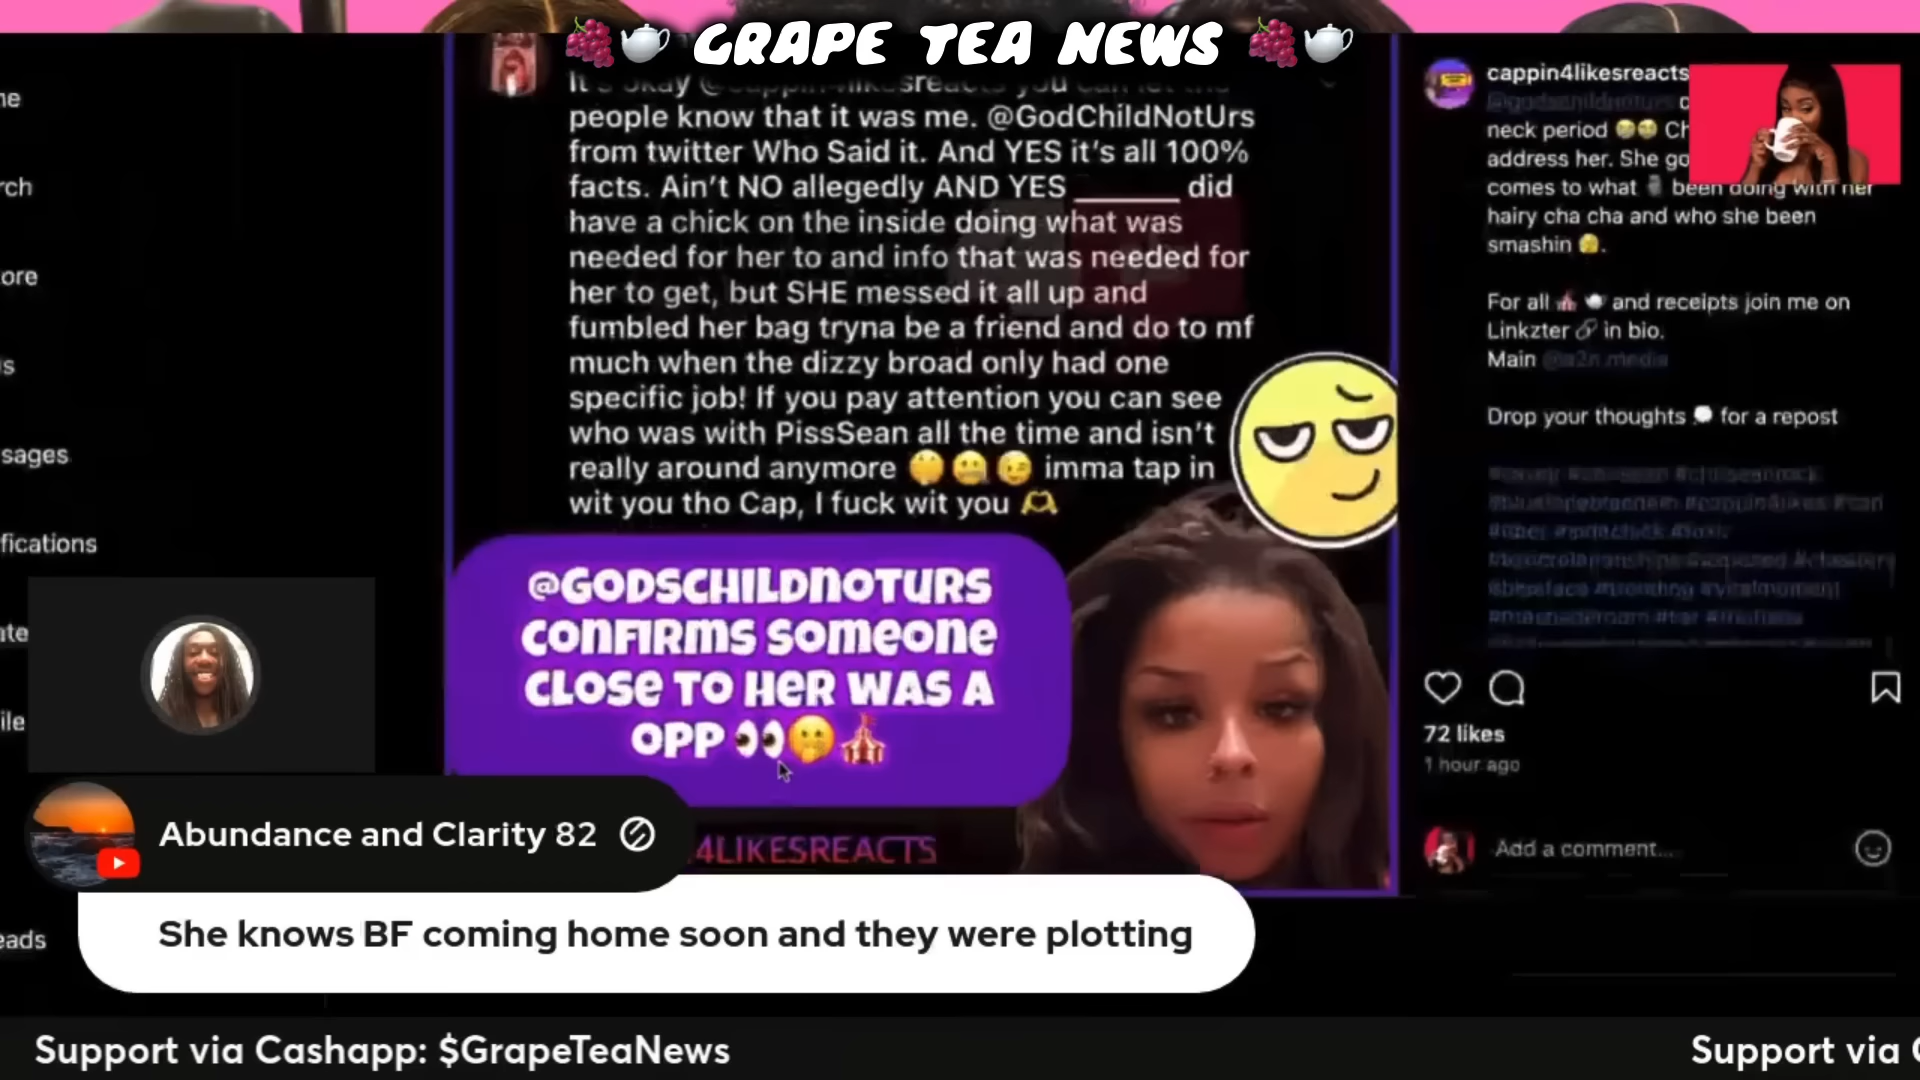 GRAPE TEA NEWS
people know that it was me. @GodChildNotUrs
from twitter Who Said it. And YES it's all 100%
facts. Ain't NO allegedly AND YES ________ did
have a chick on the inside doing what was
needed for her to and info that was needed for
her to get, but SHE messed it all up and
fumbled her bag tryna be a friend and do to mf
much when the dizzy broad only had one
specific job! If you pay attention you can see
who was with PissSean all the time and isn't
really around anymore 🤭🤐😉 imma tap in
wit you tho Cap, I fuck wit you 🫶
@GODSCHILDNOTURS
CONFIRMS SOMEONE
CLOSE TO HER WAS A
OPP 👀🤭🎪
4LIKESREACTS
cappin4likesreacts
neck period
address her. She go
comes to what been doing with her
hairy cha cha and who she been
smashin
For all 🎪 🫖 and receipts join me on
Linkzter 🔗 in bio.
Main @a2n.media
Drop your thoughts 💭 for a repost
72 likes
1 hour ago
Add a comment...
me
rch
ore
s
sages
fications
ate
ile
eads
Abundance and Clarity 82
She knows BF coming home soon and they were plotting
Support via Cashapp: $GrapeTeaNews
Support via